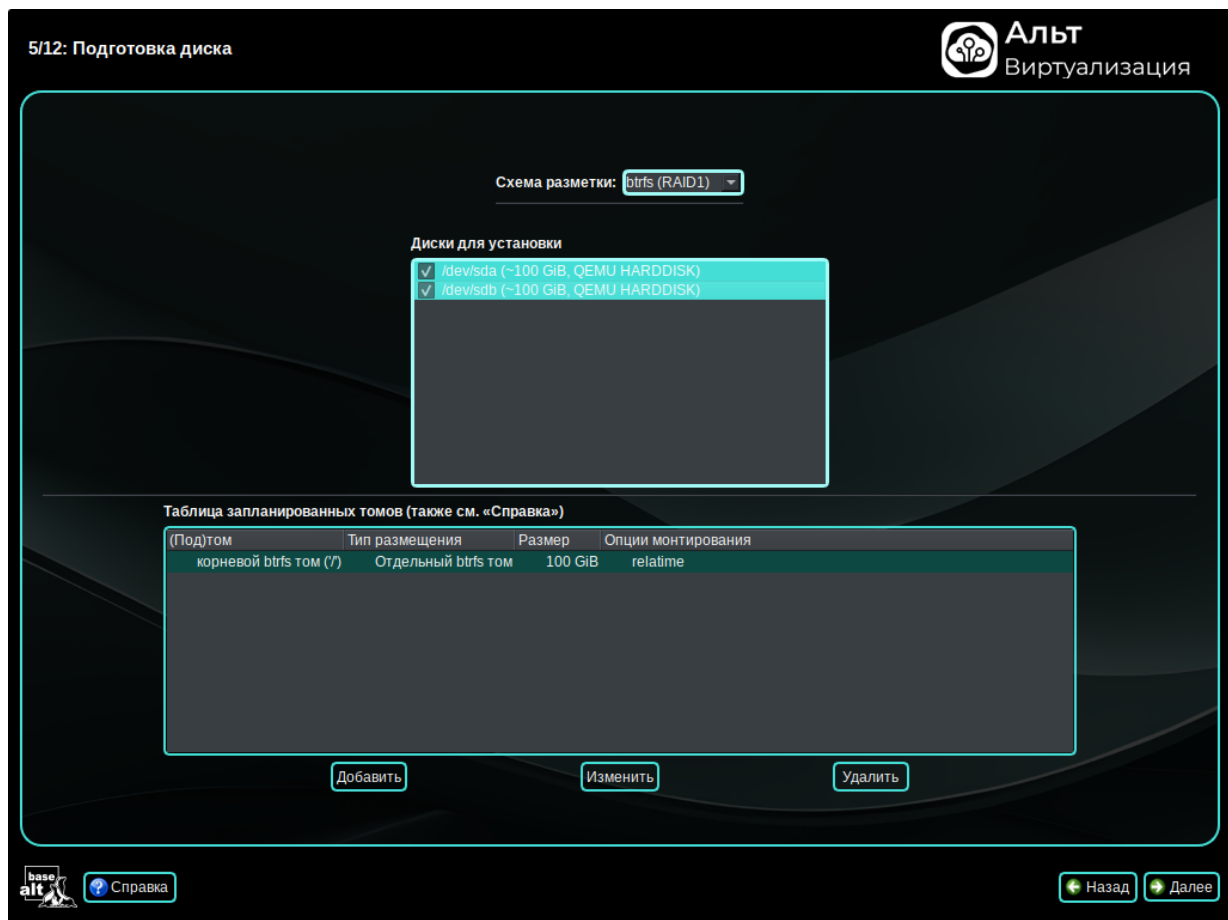 5/12: Подготовка диска
Альт
Виртуализация
Схема разметки: btrfs (RAID1)
Диски для установки
/dev/sda (~100 GiB, QEMU HARDDISK)
/dev/sdb (~100 GiB, QEMU HARDDISK)
Таблица запланированных томов (также см. «Справка»)
(Под)том Тип размещения Размер Опции монтирования
корневой btrfs том ('/') Отдельный btrfs том 100 GiB relatime
Добавить Изменить Удалить
base
alt Справка Назад Далее